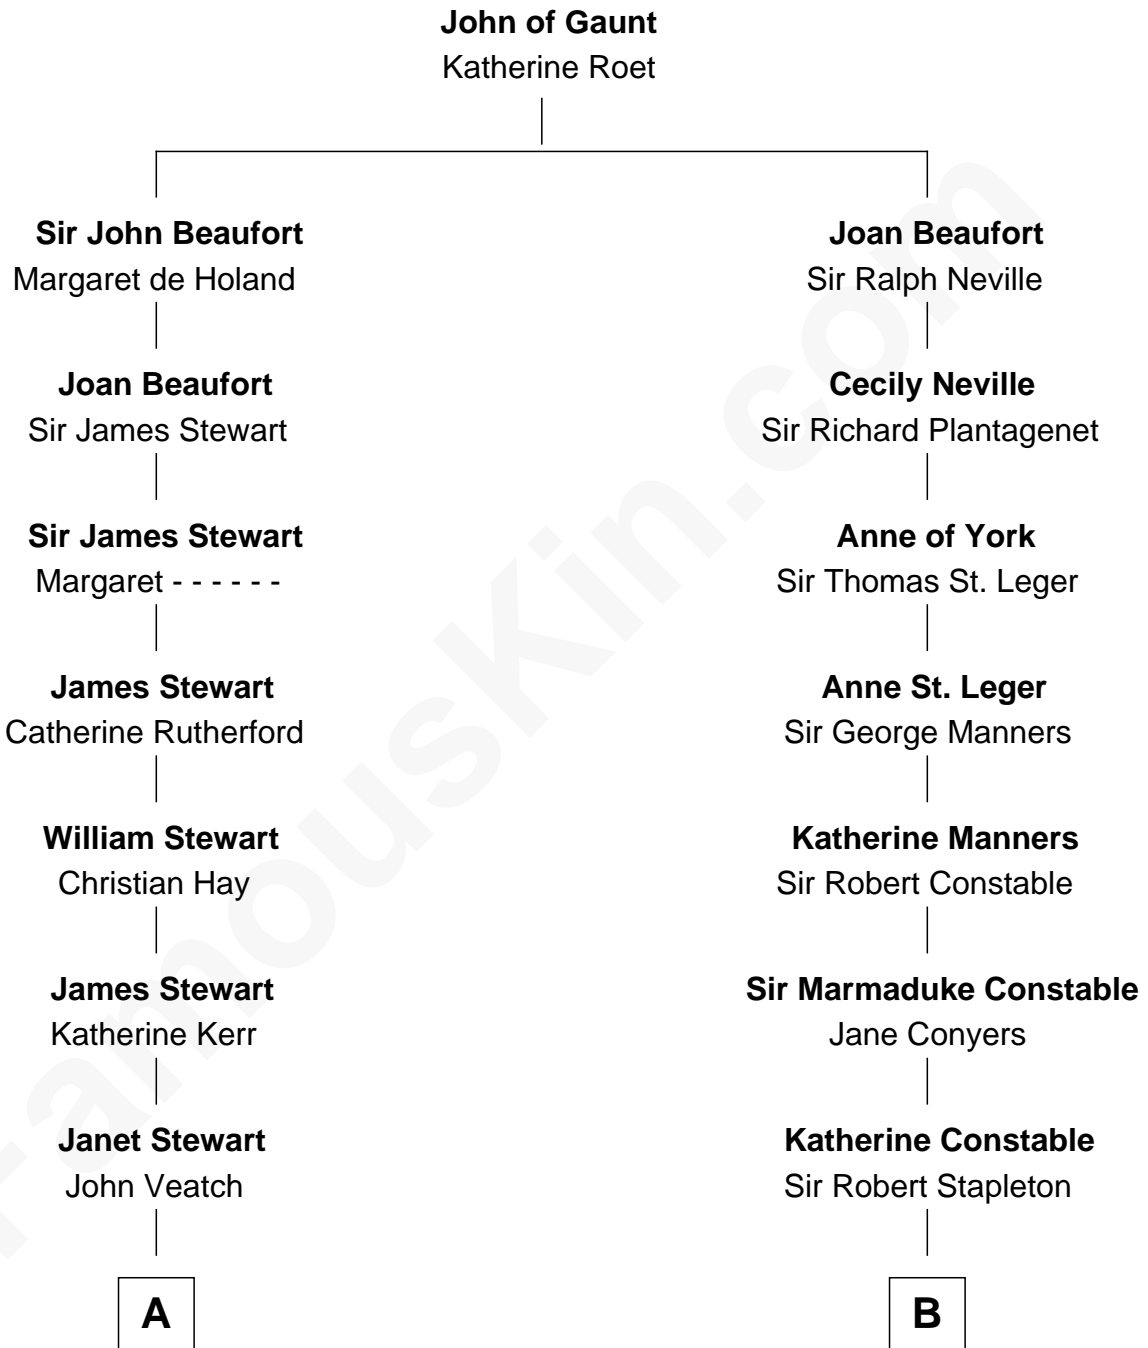 John of Gaunt
Katherine Roet
Sir John Beaufort
Margaret de Holand
Joan Beaufort
Sir James Stewart
Sir James Stewart
Margaret - - - - - -
James Stewart
Catherine Rutherford
William Stewart
Christian Hay
James Stewart
Katherine Kerr
Janet Stewart
John Veatch
A
Joan Beaufort
Sir Ralph Neville
Cecily Neville
Sir Richard Plantagenet
Anne of York
Sir Thomas St. Leger
Anne St. Leger
Sir George Manners
Katherine Manners
Sir Robert Constable
Sir Marmaduke Constable
Jane Conyers
Katherine Constable
Sir Robert Stapleton
B
FamousKin.com